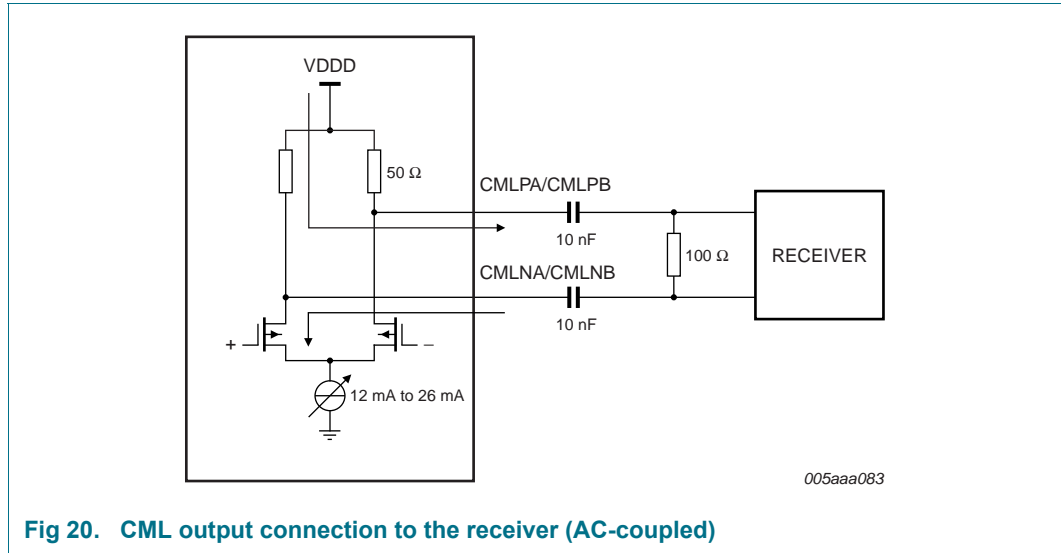 VDDD
50 Ω
CMLPA/CMLPB
10 nF
100 Ω
RECEIVER
CMLNA/CMLNB
10 nF
+
–
12 mA to 26 mA
005aaa083
Fig 20. CML output connection to the receiver (AC-coupled)